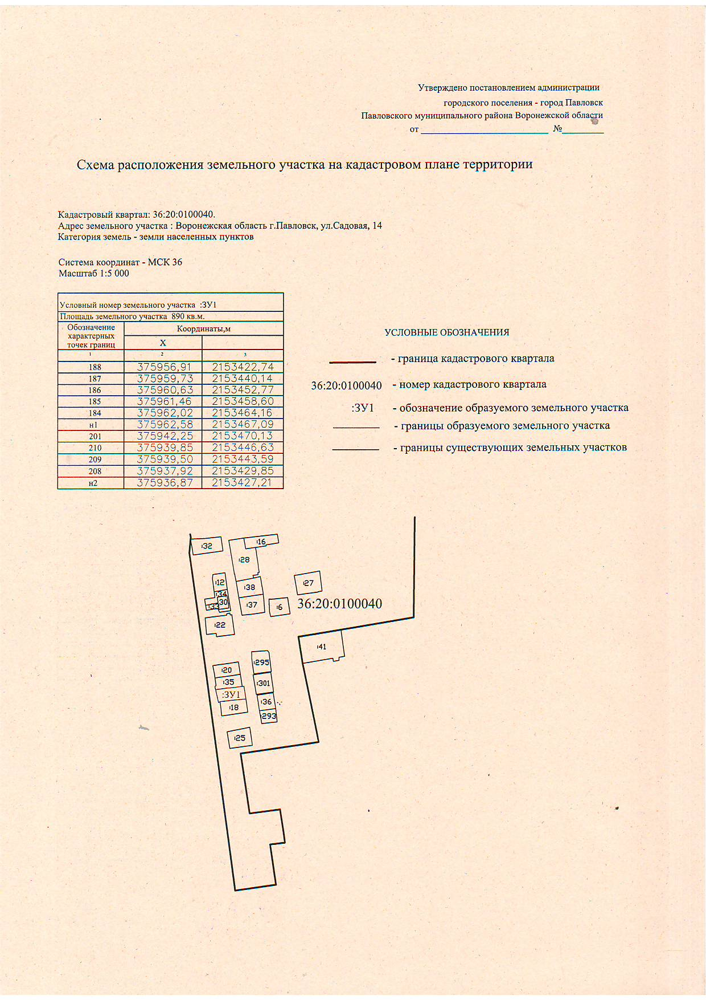 Утверждено постановлением администрации
городского поселения - город Павловск
Павловского муниципального района Воронежской области
от ____________________________ №_________
Схема расположения земельного участка на кадастровом плане территории
Кадастровый квартал: 36:20:0100040.
Адрес земельного участка : Воронежская область г.Павловск, ул.Садовая, 14
Категория земель - земли населенных пунктов
Система координат - МСК 36
Масштаб 1:5 000
Условный номер земельного участка :ЗУ1
Площадь земельного участка 890 кв.м.
Обозначение характерных точек границ Координаты,м
X
1 2 3
188 375956,91 2153422,74
187 375959,73 2153440,14
186 375960,63 2153452,77
185 375961,46 2153458,60
184 375962,02 2153464,16
н1 375962,58 2153467,09
201 375942,25 2153470,13
210 375939,85 2153446,63
209 375939,50 2153443,59
208 375937,92 2153429,85
н2 375936,87 2153427,21
УСЛОВНЫЕ ОБОЗНАЧЕНИЯ
- граница кадастрового квартала
36:20:0100040 - номер кадастрового квартала
:ЗУ1 - обозначение образуемого земельного участка
- границы образуемого земельного участка
- границы существующих земельных участков
:32
:16
:28
:12
:38
:27
:34
:30
:33
:37
:6
36:20:0100040
:22
:41
:295
:20
:35
:301
:ЗУ1
:36
:18
:293
:25